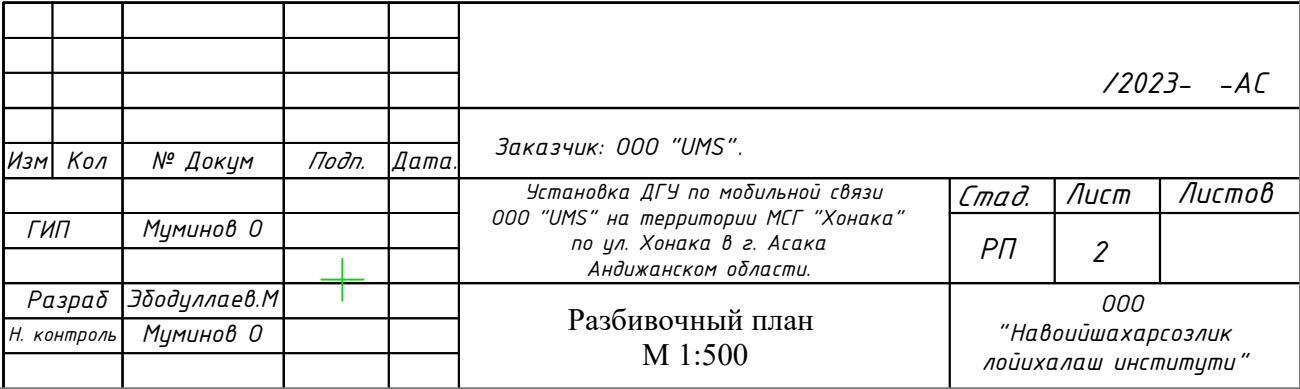 /2023- -АС
Заказчик: ООО "UMS".
Изм Кол № Докум Подп. Дата.
Установка ДГУ по мобильной связи
ООО "UMS" на территории МСГ "Хонака"
по ул. Хонака в г. Асака
Андижанском области.
Стад. Лист Листов
РП 2
ГИП Муминов О
Разраб Эбодуллаев.М
Н. контроль Муминов О
Разбивочный план
М 1:500
ООО
"Навоийшахарсозлик
лойихалаш институти"